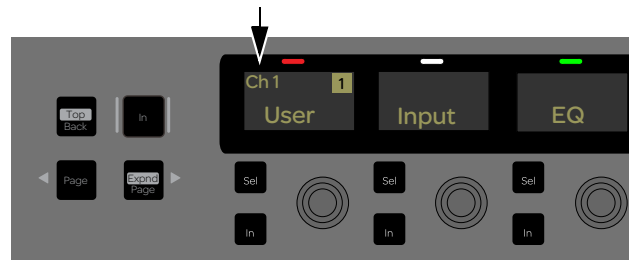 Ch 1 1
User
Input
EQ
Top
Back
In
Page
Expnd
Page
Sel
Sel
Sel
In
In
In